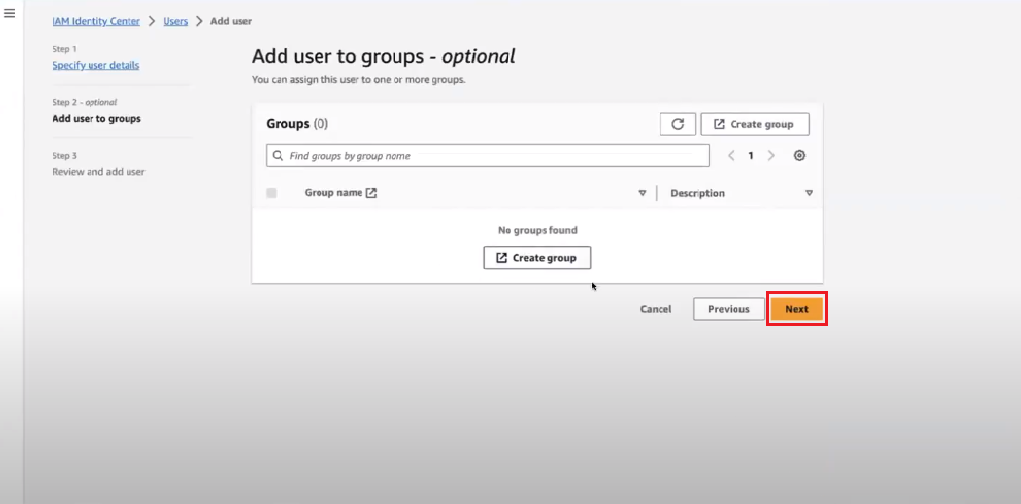 IAM Identity Center > Users > Add user
Step 1
Specify user details
Step 2 - optional
Add user to groups
Step 3
Review and add user
Add user to groups - optional
You can assign this user to one or more groups.
Groups (0)
Create group
Find groups by group name
1
Group name
Description
No groups found
Create group
Cancel
Previous
Next